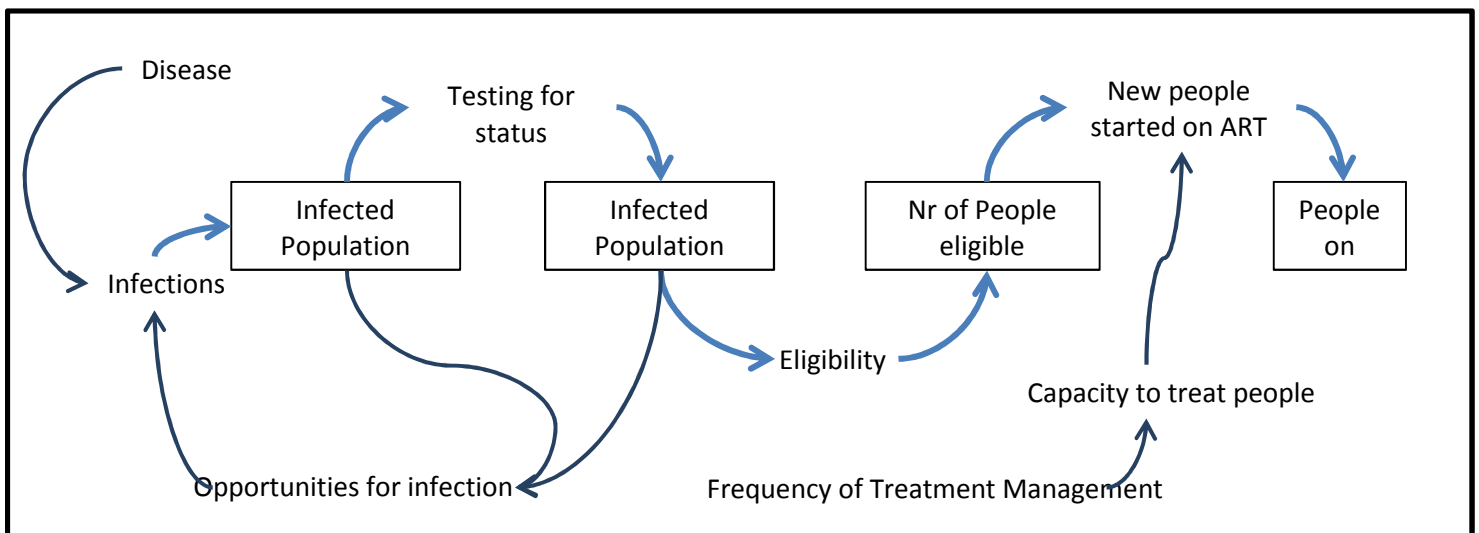 Disease
Testing for
status
New people
started on ART
Infected
Population
Infected
Population
Nr of People
eligible
People
on
Infections
Eligibility
Capacity to treat people
Opportunities for infection
Frequency of Treatment Management